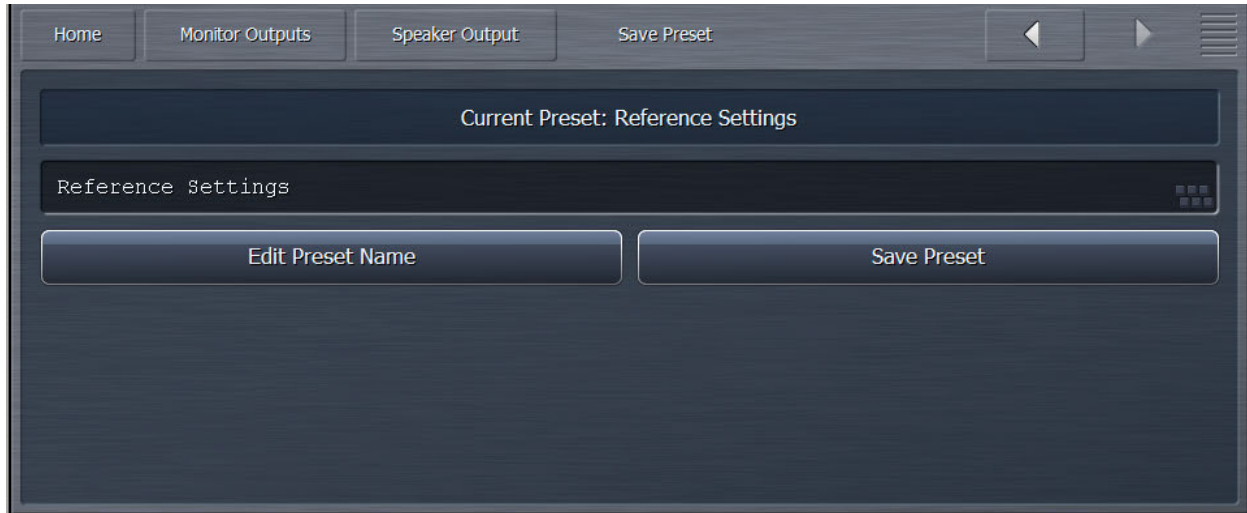 Home Monitor Outputs Speaker Output Save Preset
Current Preset: Reference Settings
Reference Settings
Edit Preset Name Save Preset